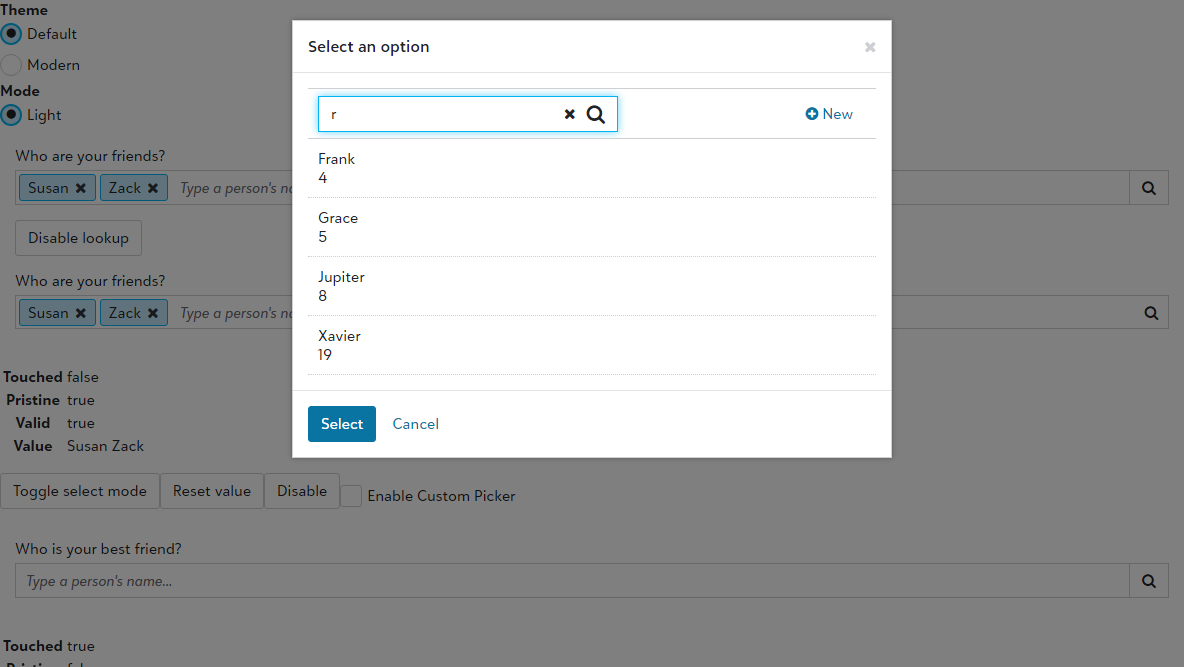 Theme
Default
Modern
Mode
Light
Who are your friends?
Susan Zack Type a person's na
Disable lookup
Who are your friends?
Susan Zack Type a person's na
Touched false
Pristine true
Valid true
Value Susan Zack
Toggle select mode Reset value Disable Enable Custom Picker
Who is your best friend?
Type a person's name...
Touched true
Select an option
r
New
Frank
4
Grace
5
Jupiter
8
Xavier
19
Select Cancel